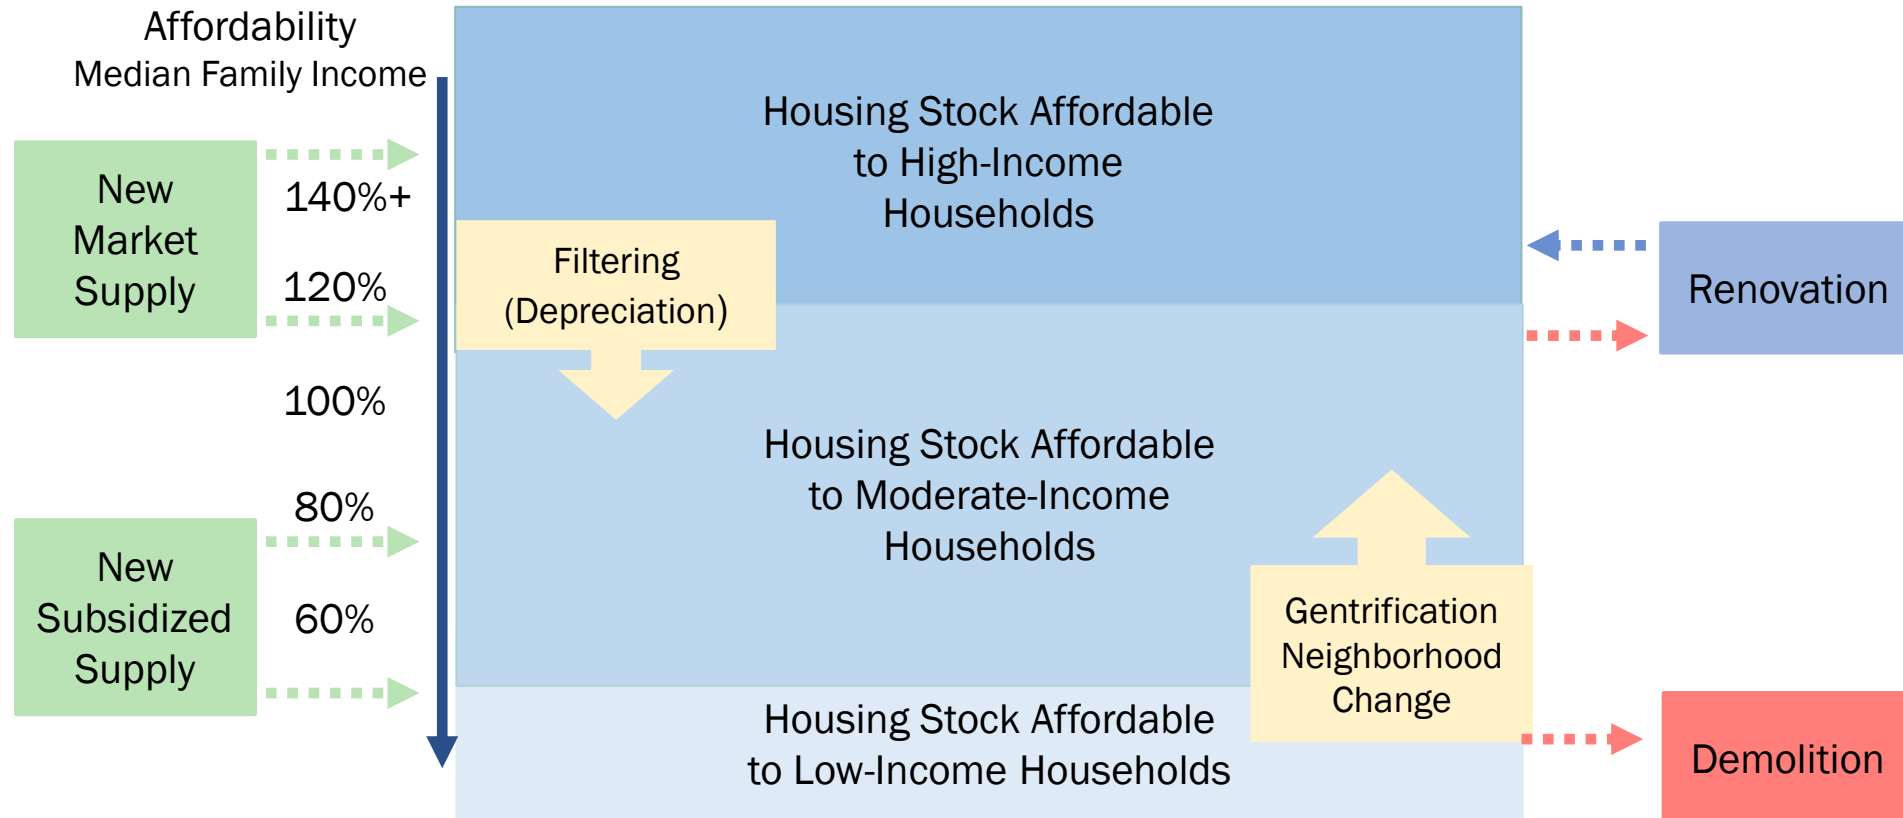 Affordability
Median Family Income
New
Market
Supply
140%+
120%
100%
80%
60%
New
Subsidized
Supply
Housing Stock Affordable
to High-Income
Households
Filtering
(Depreciation)
Housing Stock Affordable
to Moderate-Income
Households
Gentrification
Neighborhood
Change
Housing Stock Affordable
to Low-Income Households
Renovation
Demolition